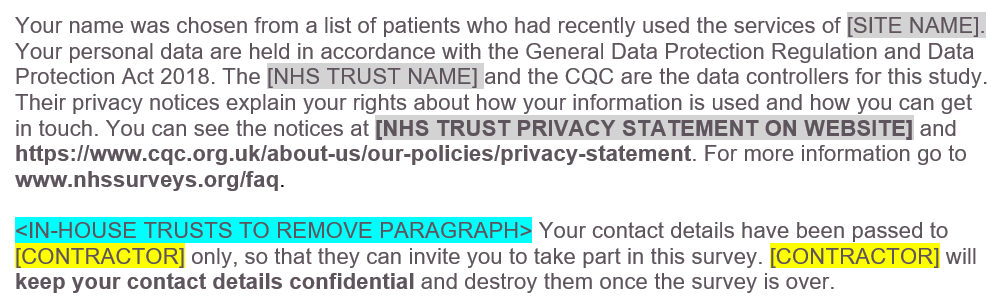 Your name was chosen from a list of patients who had recently used the services of [SITE NAME].
Your personal data are held in accordance with the General Data Protection Regulation and Data
Protection Act 2018. The [NHS TRUST NAME] and the CQC are the data controllers for this study.
Their privacy notices explain your rights about how your information is used and how you can get
in touch. You can see the notices at [NHS TRUST PRIVACY STATEMENT ON WEBSITE] and
https://www.cqc.org.uk/about-us/our-policies/privacy-statement. For more information go to
www.nhssurveys.org/faq.
<IN-HOUSE TRUSTS TO REMOVE PARAGRAPH> Your contact details have been passed to
[CONTRACTOR] only, so that they can invite you to take part in this survey. [CONTRACTOR] will
keep your contact details confidential and destroy them once the survey is over.